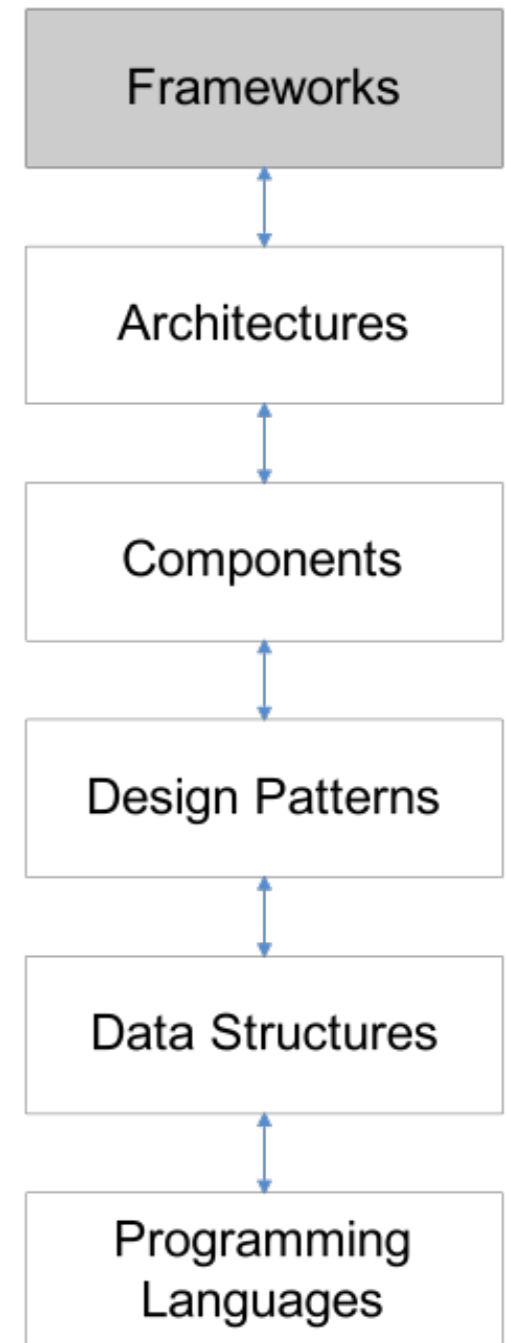 Frameworks
Architectures
Components
Design Patterns
Data Structures
Programming
Languages